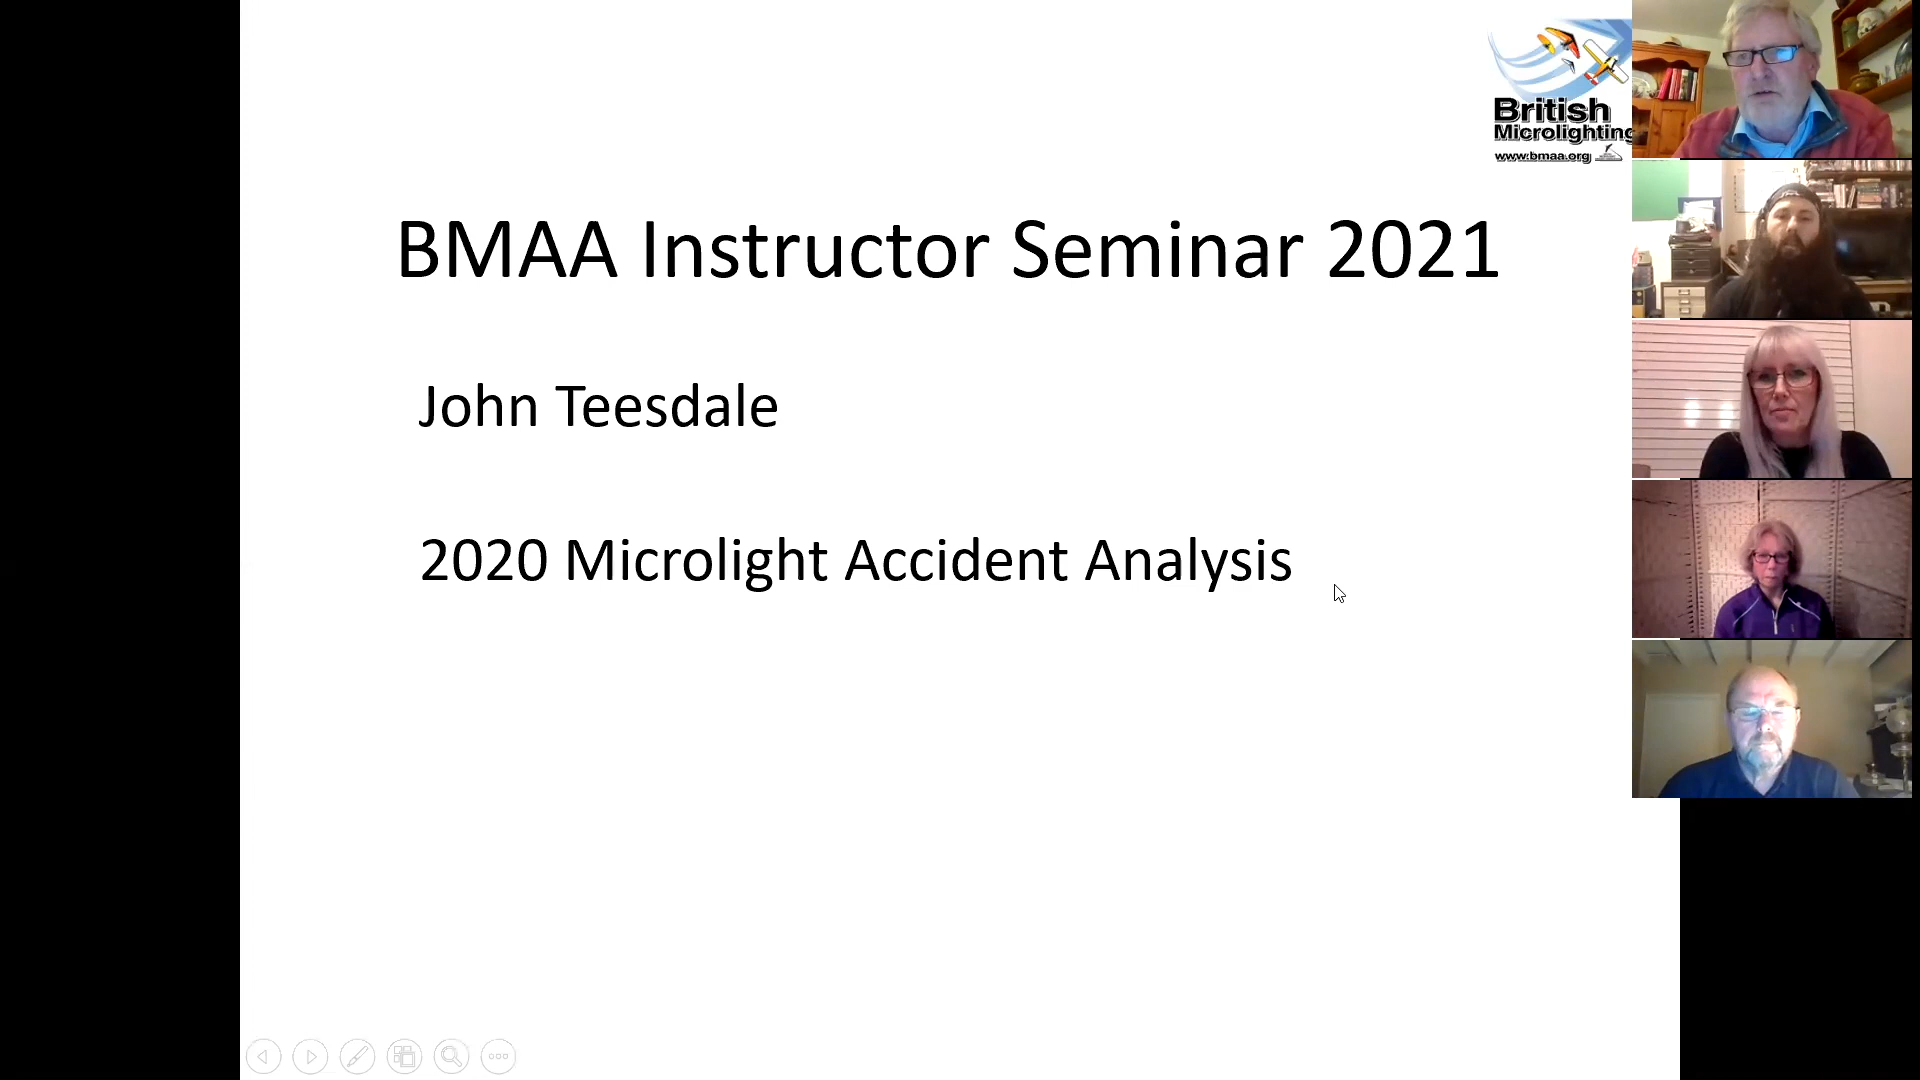 British
Microlighting
www.bmaa.org
BMAA Instructor Seminar 2021
John Teesdale
2020 Microlight Accident Analysis